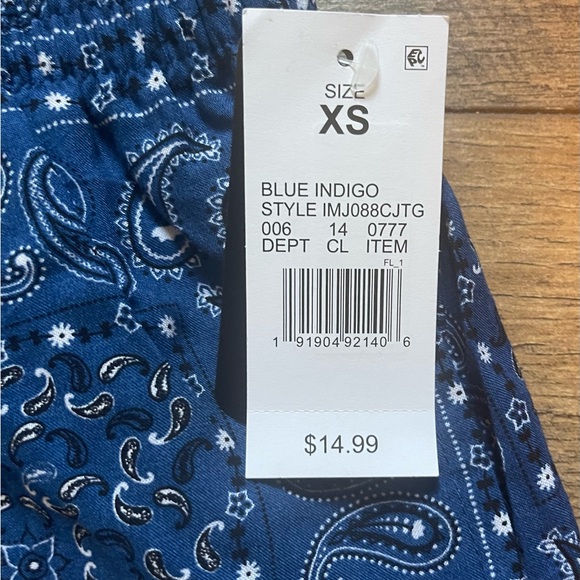 SIZE
XS
BLUE INDIGO
STYLE IMJ088CJTG
006 14 0777
DEPT CL ITEM
FL_1
1 91904 92140 6
$14.99